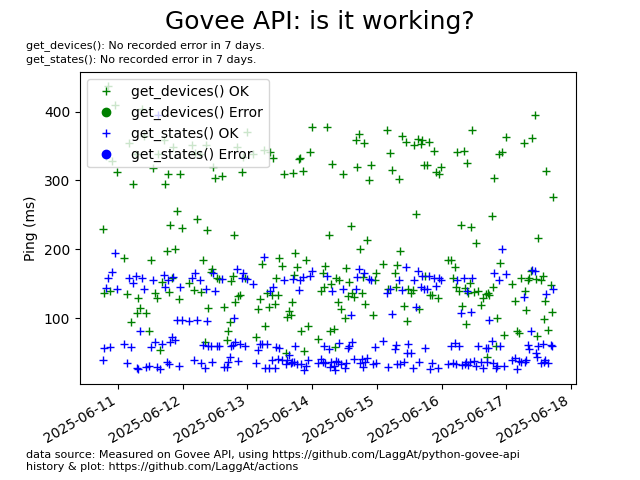 Govee API: is it working?
get_devices(): No recorded error in 7 days.
get_states(): No recorded error in 7 days.
get_devices() OK
get_devices() Error
get_states() OK
get_states() Error
Ping (ms)
400
300
200
100
2025-06-11
2025-06-12
2025-06-13
2025-06-14
2025-06-15
2025-06-16
2025-06-17
2025-06-18
data source: Measured on Govee API, using https://github.com/LaggAt/python-govee-api
history & plot: https://github.com/LaggAt/actions